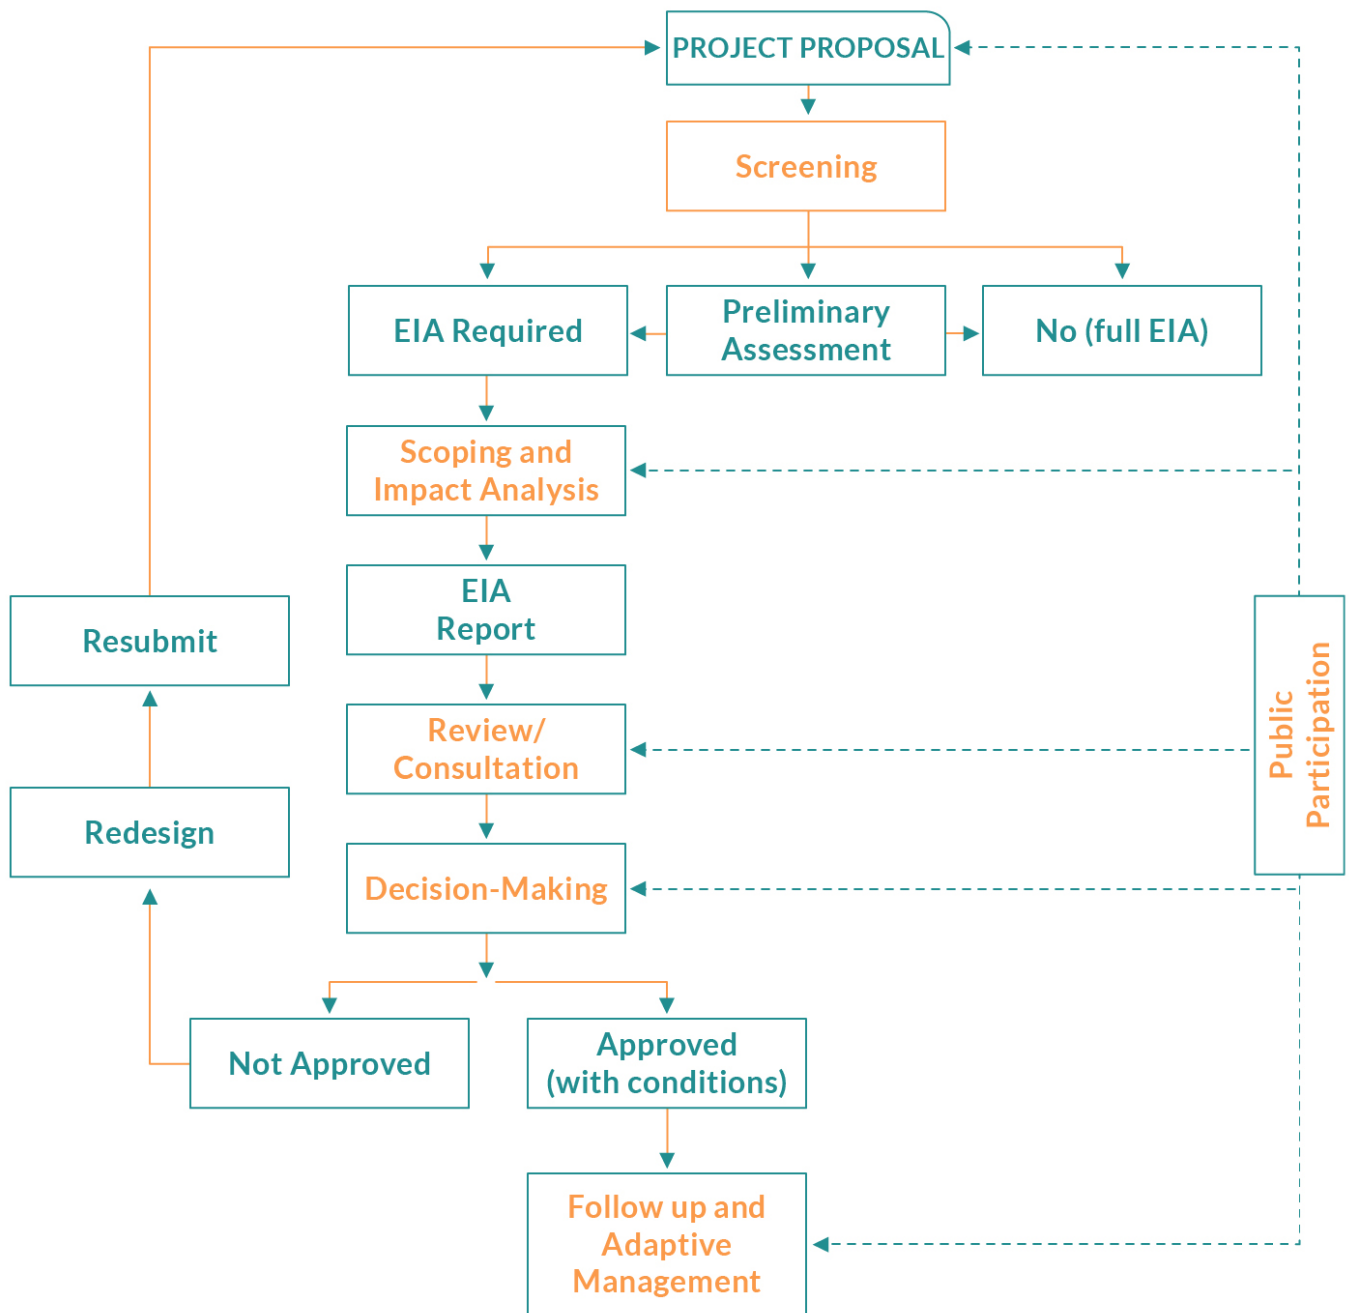 PROJECT PROPOSAL
Screening
EIA Required
Preliminary
Assessment
No (full EIA)
Scoping and
Impact Analysis
EIA
Report
Resubmit
Public
Participation
Review/
Consultation
Redesign
Decision-Making
Not Approved
Approved
(with conditions)
Follow up and
Adaptive
Management